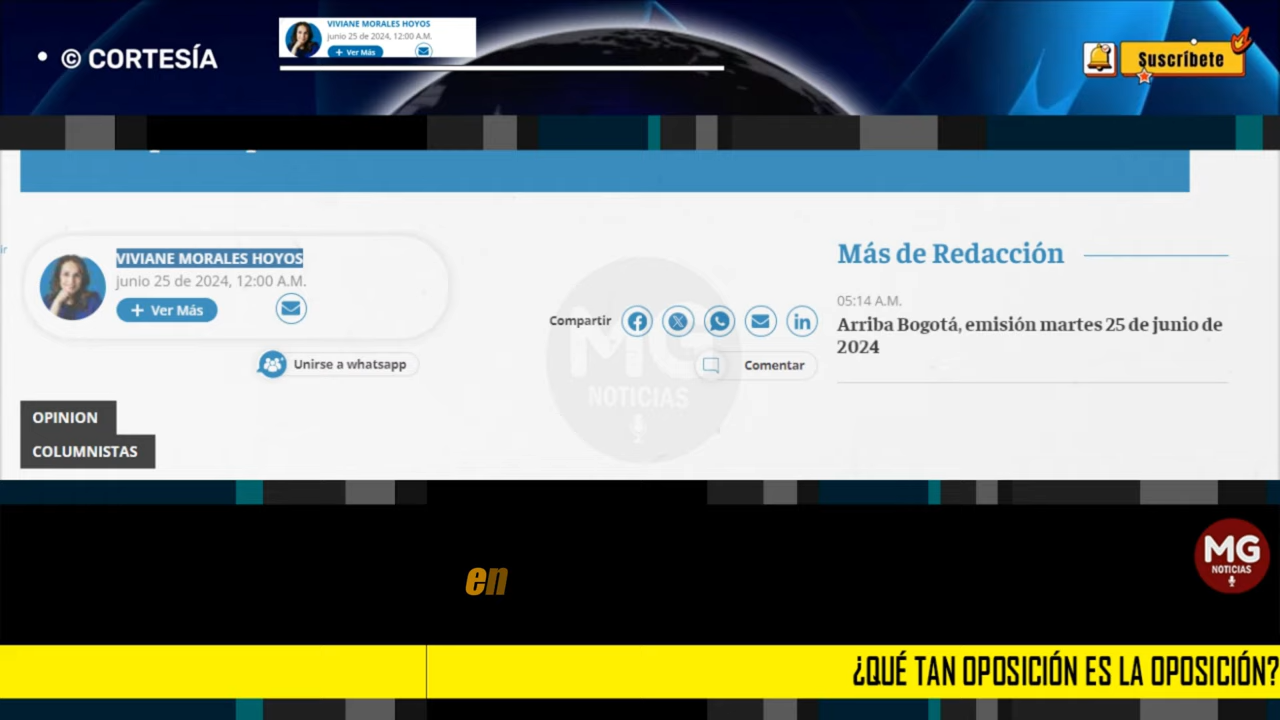 • © CORTESÍA
VIVIANE MORALES HOYOS
junio 25 de 2024, 12:00 A.M.
+ Ver Más
Suscríbete
VIVIANE MORALES HOYOS
junio 25 de 2024, 12:00 A.M.
+ Ver Más
Unirse a whatsapp
Compartir
Comentar
Más de Redacción
05:14 A.M.
Arriba Bogotá, emisión martes 25 de junio de
2024
OPINION
COLUMNISTAS
MG
NOTICIAS
en
MG
NOTICIAS
¿QUÉ TAN OPOSICIÓN ES LA OPOSICIÓN?